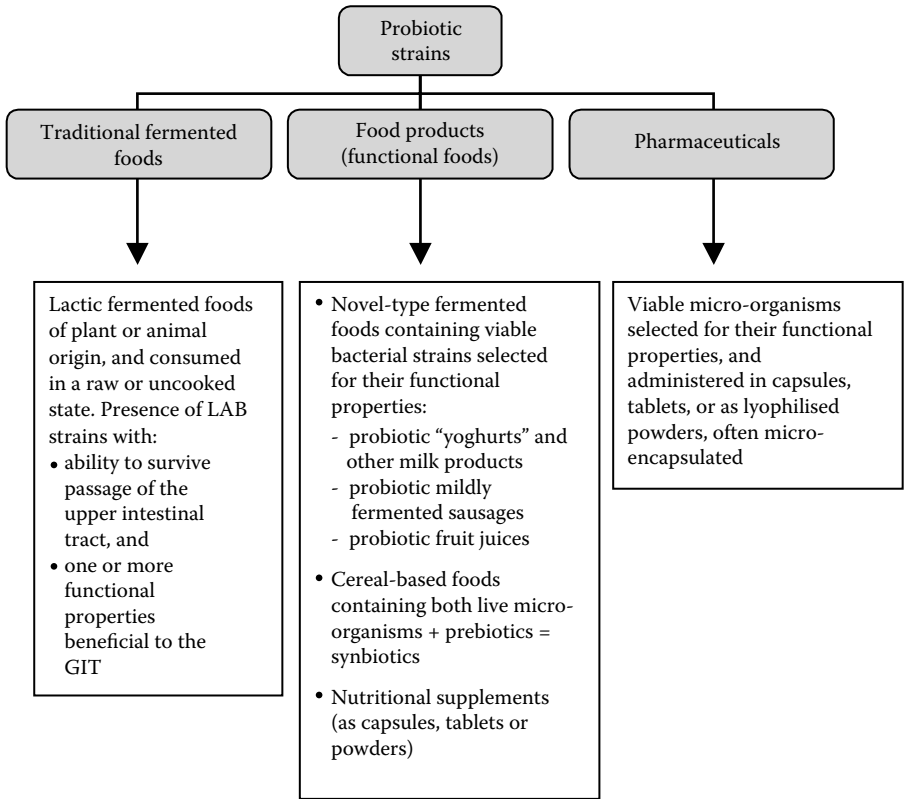 Probiotic
strains
Traditional fermented
foods
Food products
(functional foods)
Pharmaceuticals
Lactic fermented foods
of plant or animal
origin, and consumed
in a raw or uncooked
state. Presence of LAB
strains with:
• ability to survive
passage of the
upper intestinal
tract, and
• one or more
functional
properties
beneficial to the
GIT
• Novel-type fermented
foods containing viable
bacterial strains selected
for their functional
properties:
- probiotic “yoghurts” and
other milk products
- probiotic mildly
fermented sausages
- probiotic fruit juices
• Cereal-based foods
containing both live micro-
organisms + prebiotics =
synbiotics
• Nutritional supplements
(as capsules, tablets or
powders)
Viable micro-organisms
selected for their functional
properties, and
administered in capsules,
tablets, or as lyophilised
powders, often micro-
encapsulated